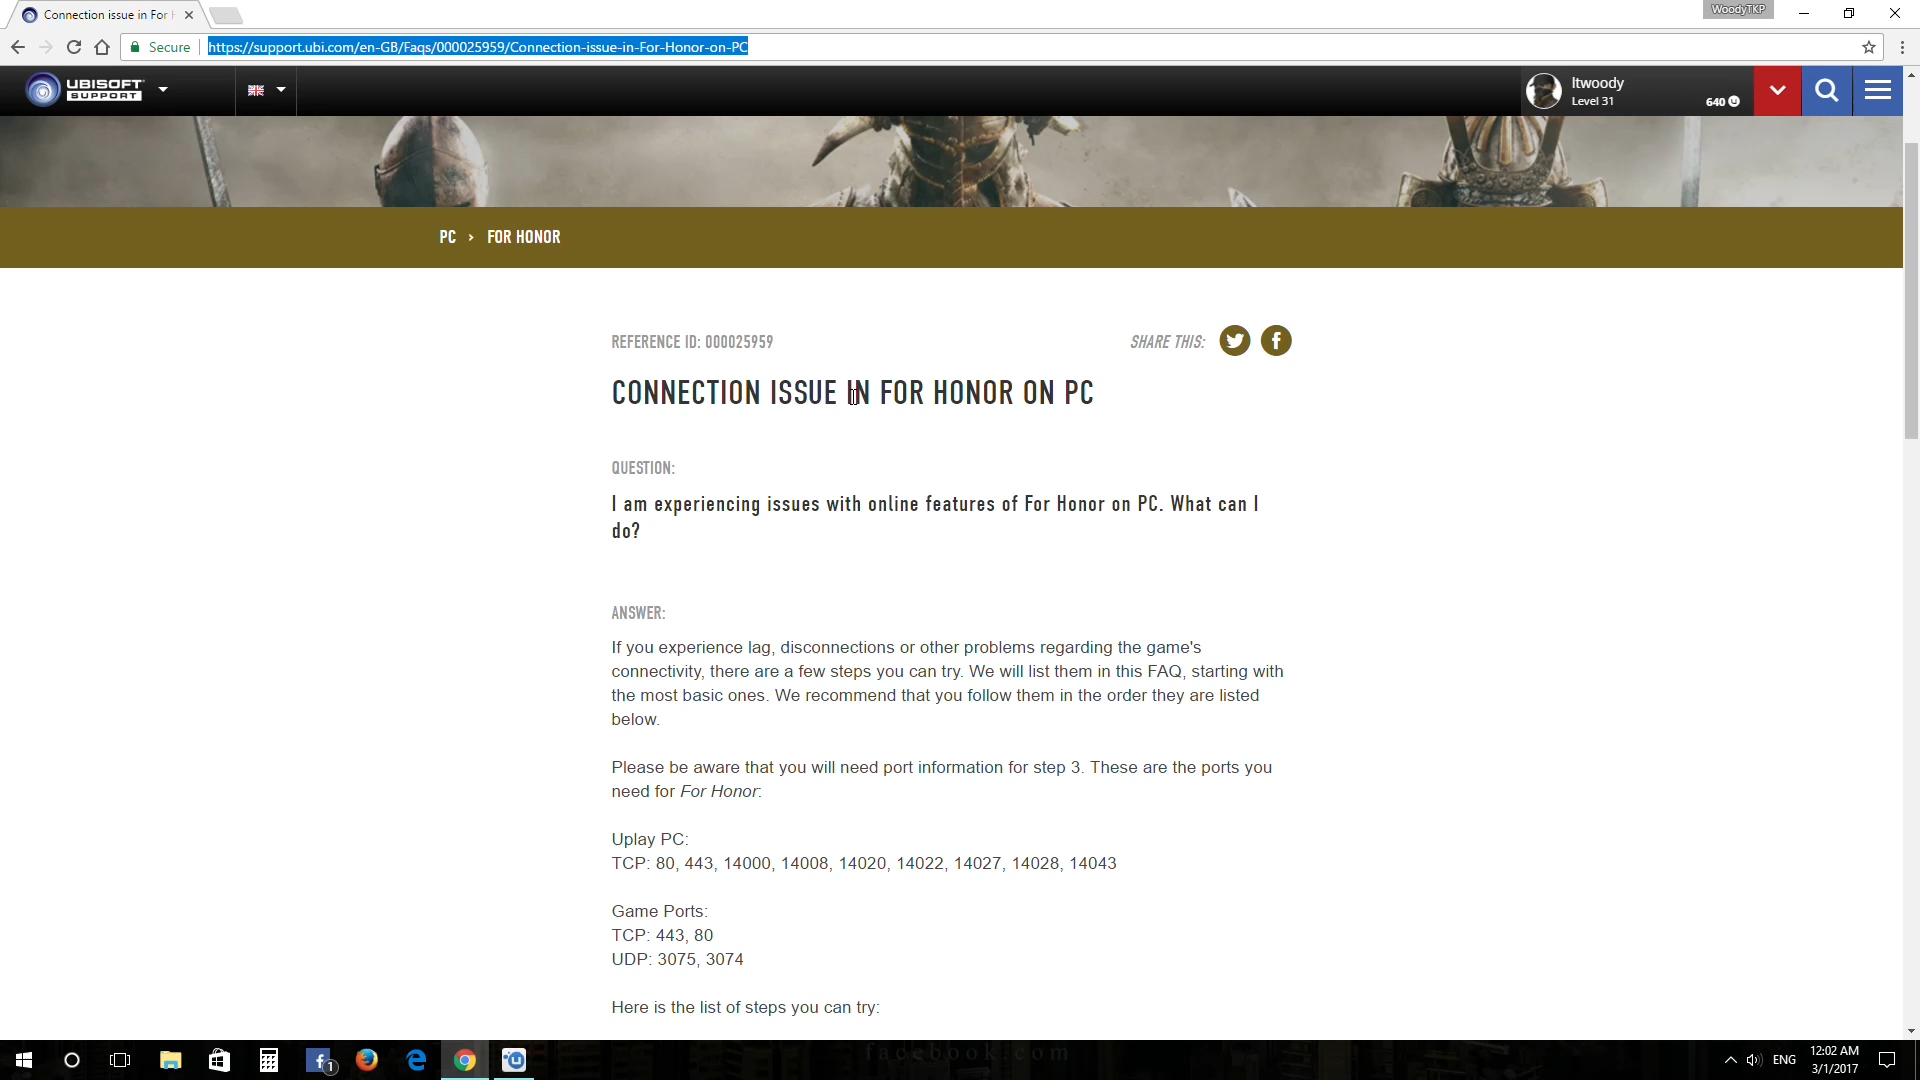 Connection issue in For H
WoodyTKP
Secure
https://support.ubi.com/en-GB/Faqs/000025959/Connection-issue-in-For-Honor-on-PC
UBISOFT
SUPPORT
ltwoody
Level 31
640
PC › FOR HONOR
REFERENCE ID: 000025959
SHARE THIS:
CONNECTION ISSUE IN FOR HONOR ON PC
QUESTION:
I am experiencing issues with online features of For Honor on PC. What can I
do?
ANSWER:
If you experience lag, disconnections or other problems regarding the game's
connectivity, there are a few steps you can try. We will list them in this FAQ, starting with
the most basic ones. We recommend that you follow them in the order they are listed
below.
Please be aware that you will need port information for step 3. These are the ports you
need for For Honor:
Uplay PC:
TCP: 80, 443, 14000, 14008, 14020, 14022, 14027, 14028, 14043
Game Ports:
TCP: 443, 80
UDP: 3075, 3074
Here is the list of steps you can try:
1
facebook.com
ENG
12:02 AM
3/1/2017